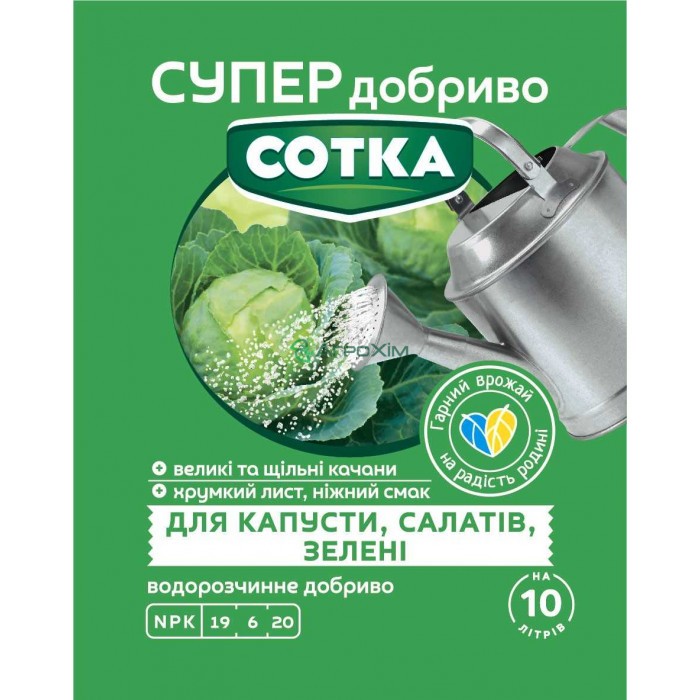 СУПЕР добриво
СОТКА
АГРОХІМ
Гарний врожай
на радість родині
великі та щільні качани
хрумкий лист, ніжний смак
ДЛЯ КАПУСТИ, САЛАТІВ,
ЗЕЛЕНІ
водорозчинне добриво
NPK 19 6 20
НА
10
ЛІТРІВ